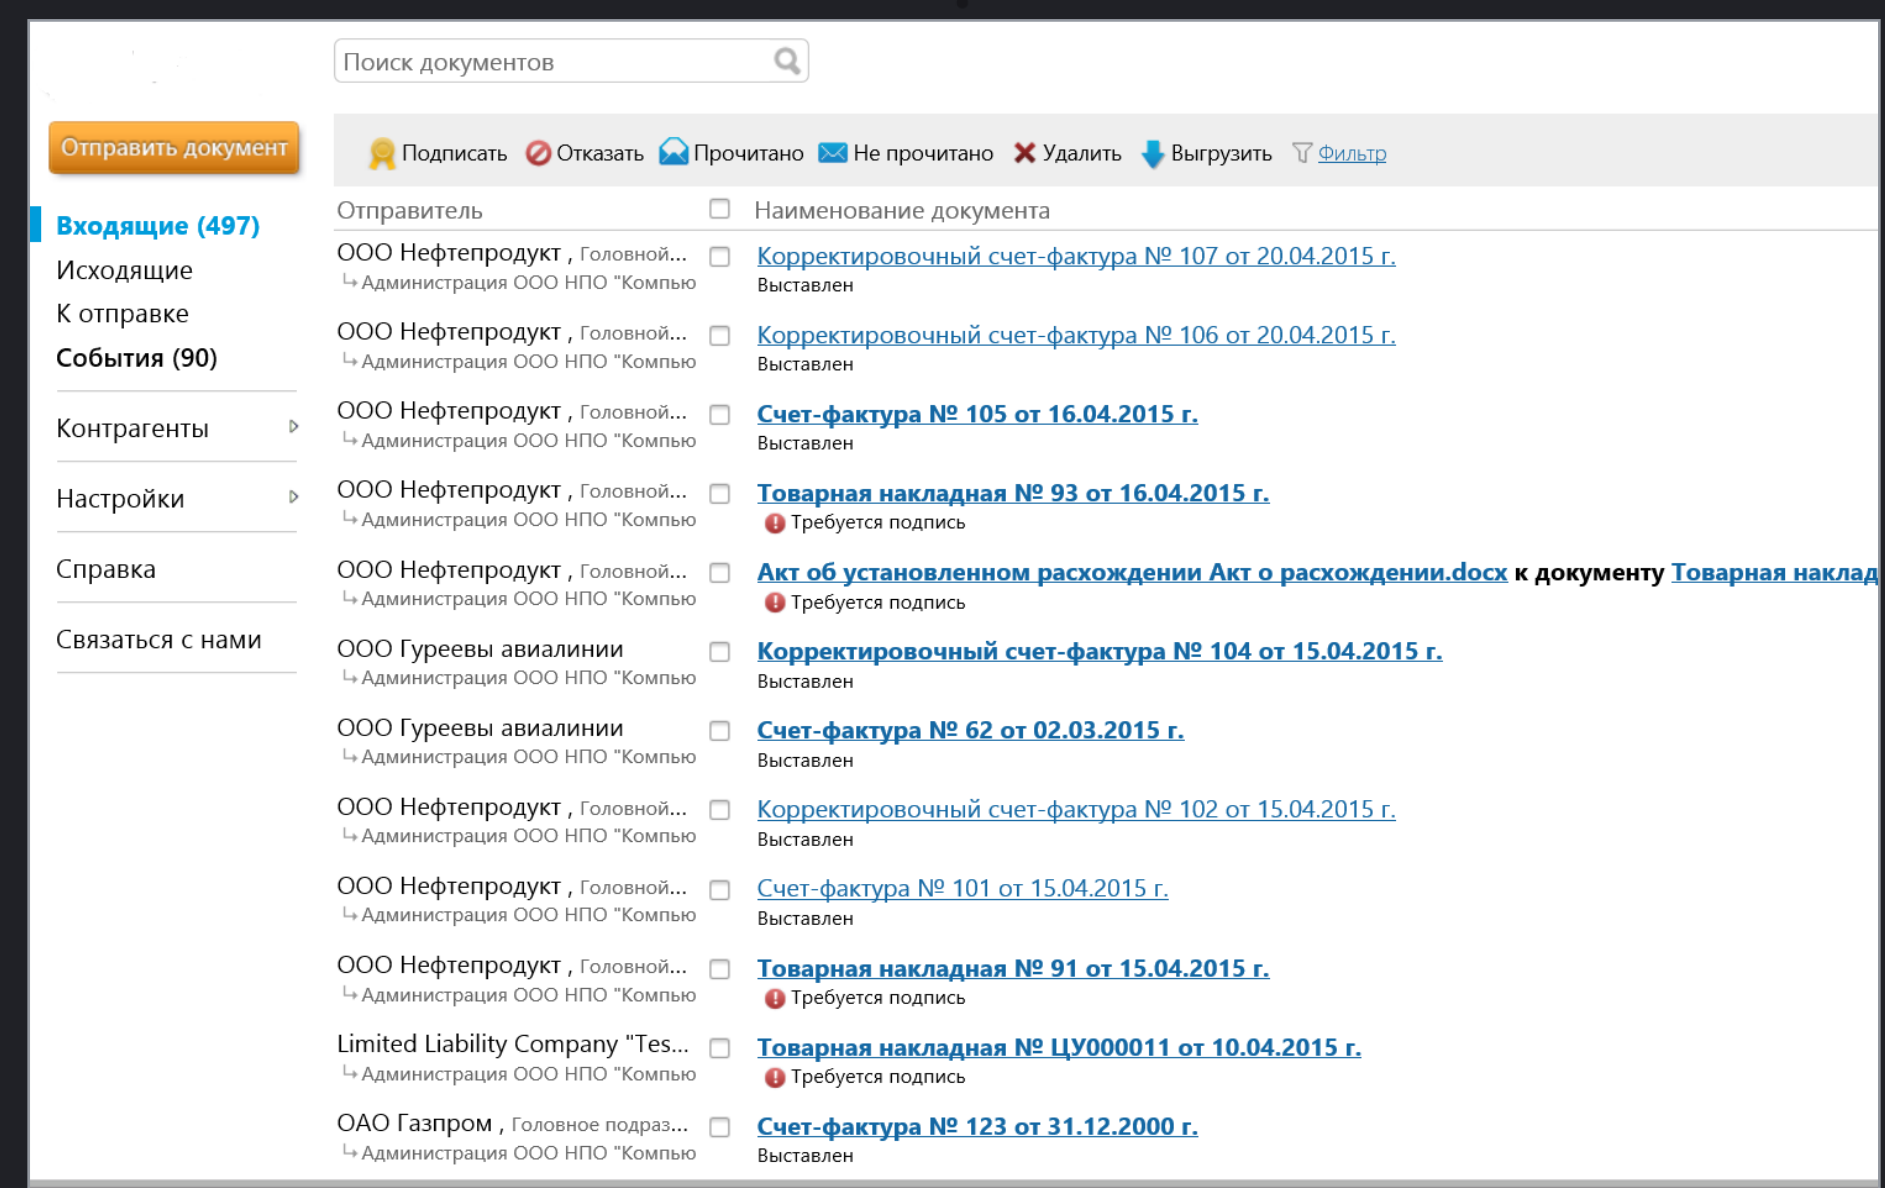 Поиск документов
Отправить документ
Подписать Отказать Прочитано Не прочитано Удалить Выгрузить Фильтр
Входящие (497)
Исходящие
К отправке
События (90)
Контрагенты
Настройки
Справка
Связаться с нами
Отправитель Наименование документа
ООО Нефтепродукт , Головной... Корректировочный счет-фактура № 107 от 20.04.2015 г.
Администрация ООО НПО "Компью Выставлен
ООО Нефтепродукт , Головной... Корректировочный счет-фактура № 106 от 20.04.2015 г.
Администрация ООО НПО "Компью Выставлен
ООО Нефтепродукт , Головной... Счет-фактура № 105 от 16.04.2015 г.
Администрация ООО НПО "Компью Выставлен
ООО Нефтепродукт , Головной... Товарная накладная № 93 от 16.04.2015 г.
Администрация ООО НПО "Компью Требуется подпись
ООО Нефтепродукт , Головной... Акт об установленном расхождении Акт о расхождении.docx к документу Товарная наклад
Администрация ООО НПО "Компью Требуется подпись
ООО Гуреевы авиалинии Корректировочный счет-фактура № 104 от 15.04.2015 г.
Администрация ООО НПО "Компью Выставлен
ООО Гуреевы авиалинии Счет-фактура № 62 от 02.03.2015 г.
Администрация ООО НПО "Компью Выставлен
ООО Нефтепродукт , Головной... Корректировочный счет-фактура № 102 от 15.04.2015 г.
Администрация ООО НПО "Компью Выставлен
ООО Нефтепродукт , Головной... Счет-фактура № 101 от 15.04.2015 г.
Администрация ООО НПО "Компью Выставлен
ООО Нефтепродукт , Головной... Товарная накладная № 91 от 15.04.2015 г.
Администрация ООО НПО "Компью Требуется подпись
Limited Liability Company "Tes... Товарная накладная № ЦУ000011 от 10.04.2015 г.
Администрация ООО НПО "Компью Требуется подпись
ОАО Газпром , Головное подраз... Счет-фактура № 123 от 31.12.2000 г.
Администрация ООО НПО "Компью Выставлен